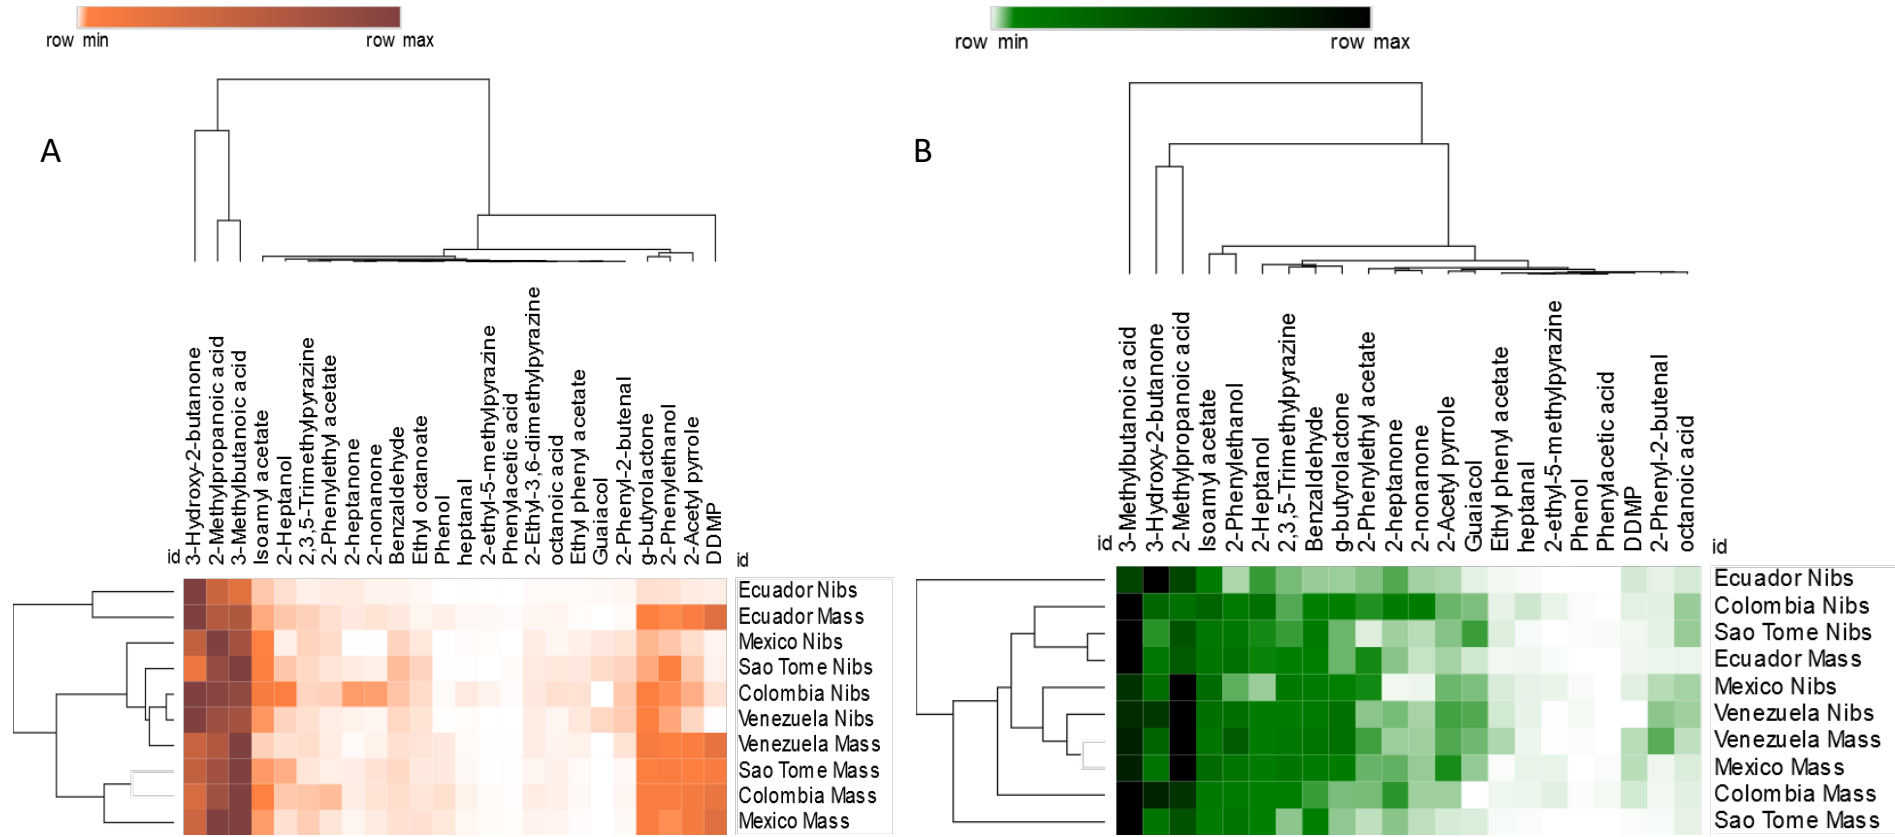 row min
row max
row min
row max
A
B
id
3-Hydroxy-2-butanone
2-Methylpropanoic acid
3-Methylbutanoic acid
Isoamyl acetate
2-Heptanol
2,3,5-Trimethylpyrazine
2-Phenylethyl acetate
2-heptanone
2-nonanone
Benzaldehyde
Ethyl octanoate
Phenol
heptanal
2-ethyl-5-methylpyrazine
Phenylacetic acid
2-Ethyl-3,6-dimethylpyrazine
octanoic acid
Ethyl phenyl acetate
Guaiacol
2-Phenyl-2-butenal
g-butyrolactone
2-Phenylethanol
2-Acetyl pyrrole
DDMP
id
Ecuador Nibs
Ecuador Mass
Mexico Nibs
Sao Tome Nibs
Colombia Nibs
Venezuela Nibs
Venezuela Mass
Sao Tome Mass
Colombia Mass
Mexico Mass
id
3-Methylbutanoic acid
3-Hydroxy-2-butanone
2-Methylpropanoic acid
Isoamyl acetate
2-Phenylethanol
2-Heptanol
2,3,5-Trimethylpyrazine
Benzaldehyde
g-butyrolactone
2-Phenylethyl acetate
2-heptanone
2-nonanone
2-Acetyl pyrrole
Guaiacol
Ethyl phenyl acetate
heptanal
2-ethyl-5-methylpyrazine
Phenol
Phenylacetic acid
DDMP
2-Phenyl-2-butenal
octanoic acid
id
Ecuador Nibs
Colombia Nibs
Sao Tome Nibs
Ecuador Mass
Mexico Nibs
Venezuela Nibs
Venezuela Mass
Mexico Mass
Colombia Mass
Sao Tome Mass